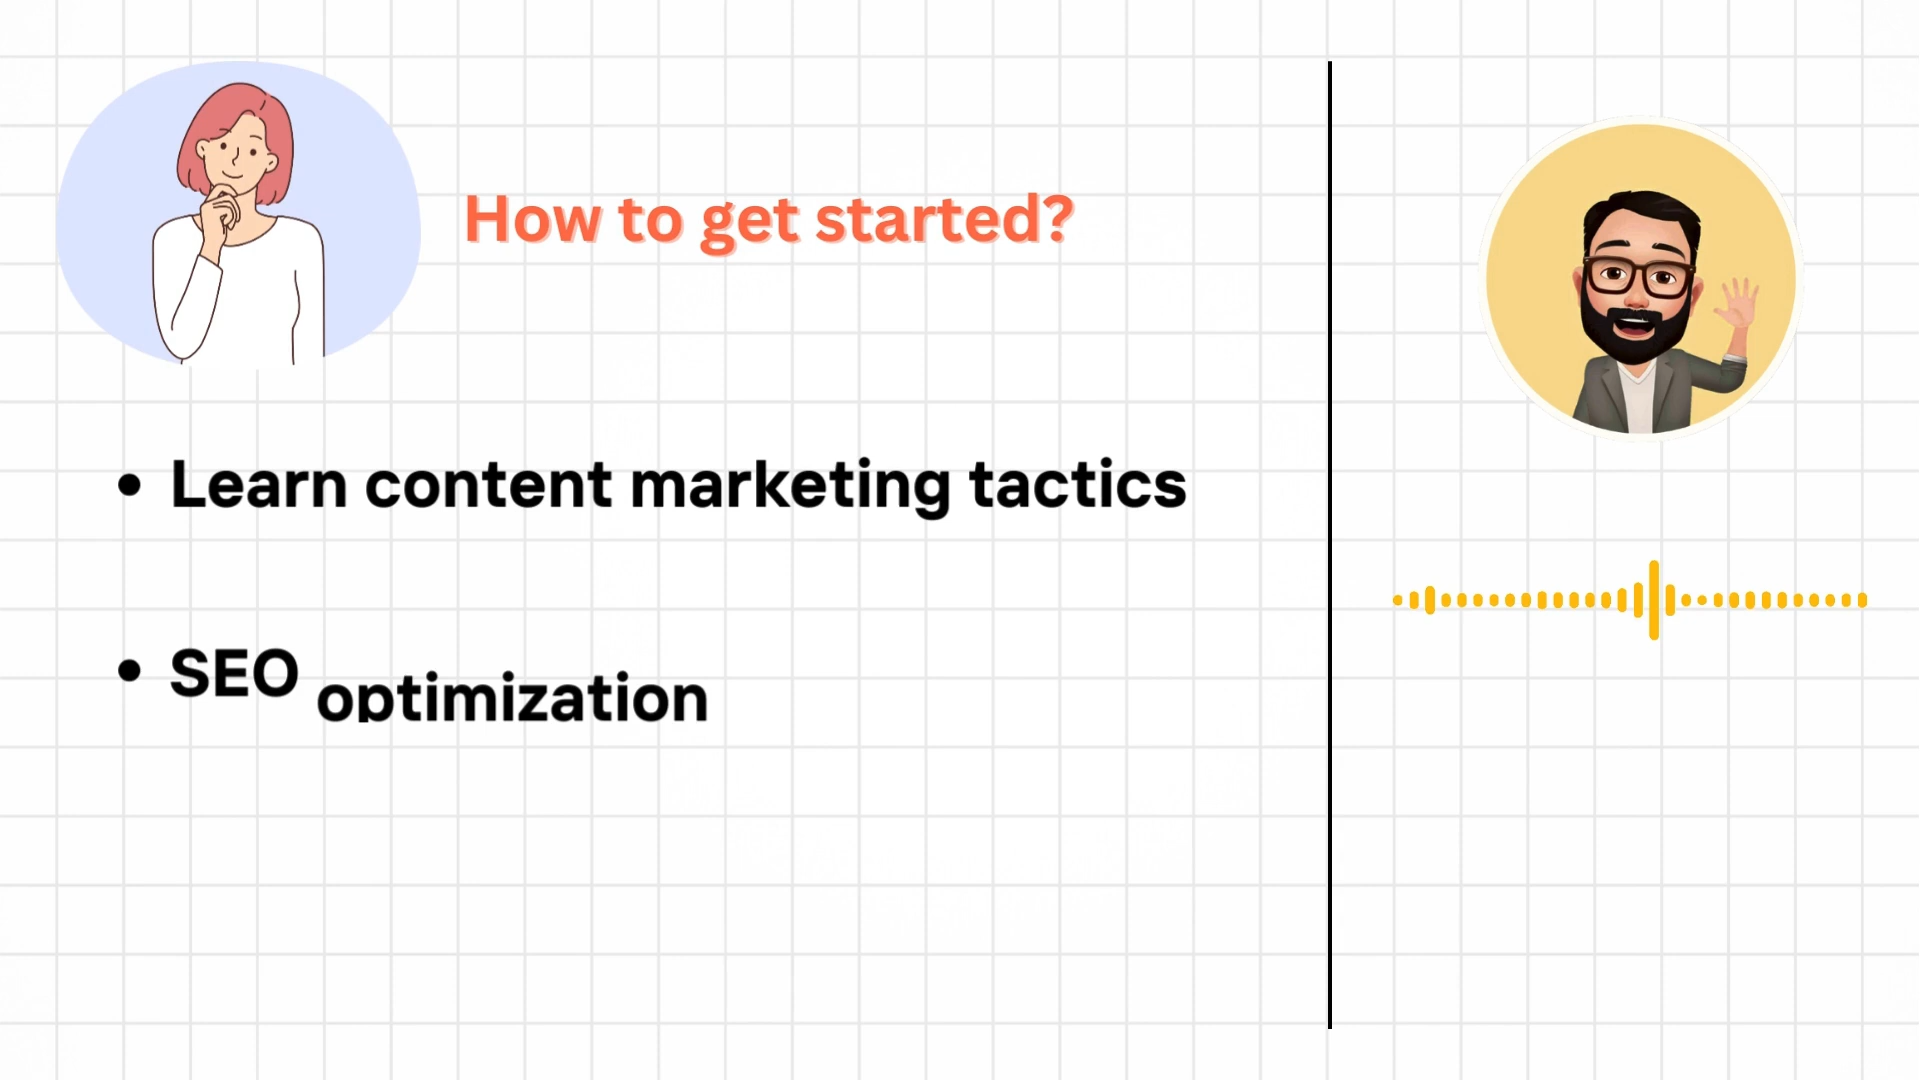 How to get started?
• Learn content marketing tactics
• SEO optimization